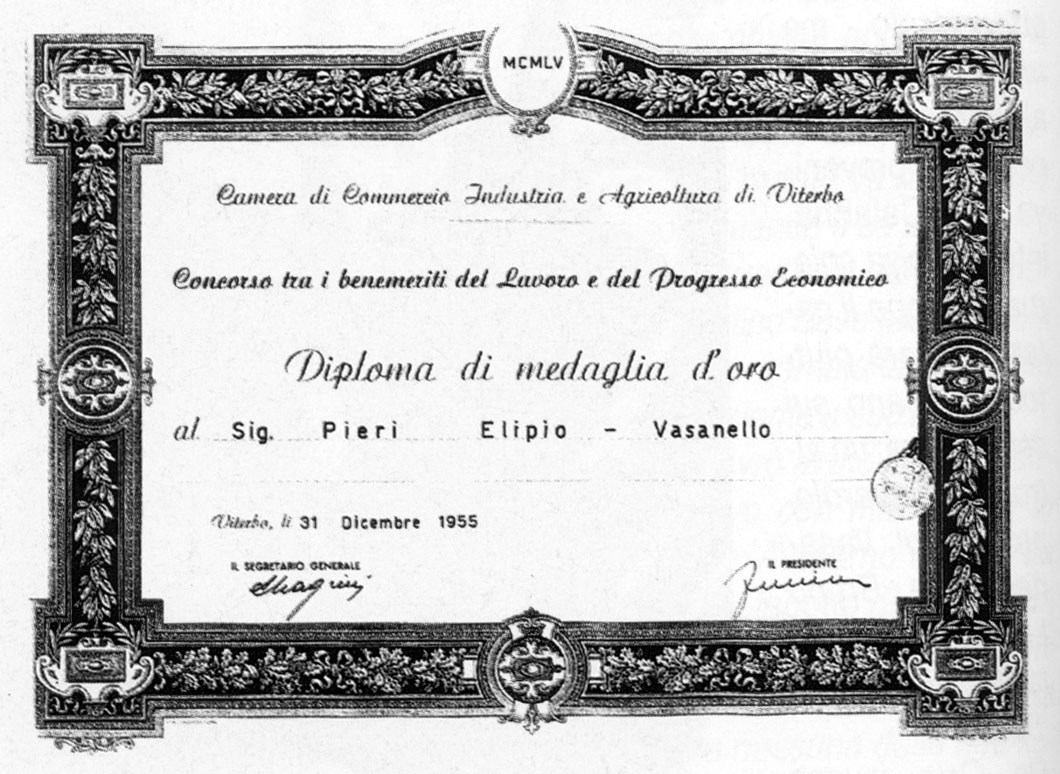 MCMLV
Camera di Commercio Industria e Agricoltura di Viterbo
Concorso tra i benemeriti del Lavoro e del Progresso Economico
Diploma di medaglia d'oro
al Sig. Pieri Elipio - Vasanello
Viterbo, li 31 Dicembre 1955
IL SEGRETARIO GENERALE
IL PRESIDENTE